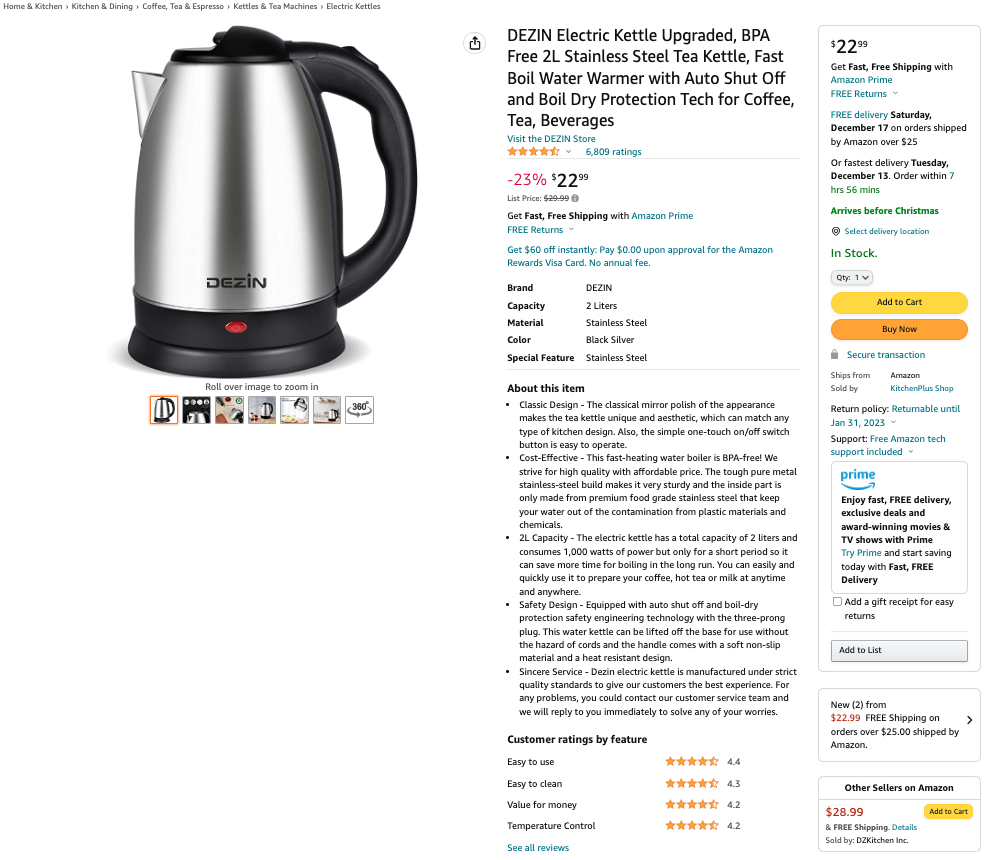 Home & Kitchen › Kitchen & Dining › Coffee, Tea & Espresso › Kettles & Tea Machines › Electric Kettles
DEZIN
Roll over image to zoom in
360°
DEZIN Electric Kettle Upgraded, BPA
Free 2L Stainless Steel Tea Kettle, Fast
Boil Water Warmer with Auto Shut Off
and Boil Dry Protection Tech for Coffee,
Tea, Beverages
Visit the DEZIN Store
6,809 ratings
-23% $2299
List Price: $29.99
Get Fast, Free Shipping with Amazon Prime
FREE Returns
Get $60 off instantly: Pay $0.00 upon approval for the Amazon
Rewards Visa Card. No annual fee.
Brand DEZIN
Capacity 2 Liters
Material Stainless Steel
Color Black Silver
Special Feature Stainless Steel
About this item
• Classic Design - The classical mirror polish of the appearance
makes the tea kettle unique and aesthetic, which can match any
type of kitchen design. Also, the simple one-touch on/off switch
button is easy to operate.
• Cost-Effective - This fast-heating water boiler is BPA-free! We
strive for high quality with affordable price. The tough pure metal
stainless-steel build makes it very sturdy and the inside part is
only made from premium food grade stainless steel that keep
your water out of the contamination from plastic materials and
chemicals.
• 2L Capacity - The electric kettle has a total capacity of 2 liters and
consumes 1,000 watts of power but only for a short period so it
can save more time for boiling in the long run. You can easily and
quickly use it to prepare your coffee, hot tea or milk at anytime
and anywhere.
• Safety Design - Equipped with auto shut off and boil-dry
protection safety engineering technology with the three-prong
plug. This water kettle can be lifted off the base for use without
the hazard of cords and the handle comes with a soft non-slip
material and a heat resistant design.
• Sincere Service - Dezin electric kettle is manufactured under strict
quality standards to give our customers the best experience. For
any problems, you could contact our customer service team and
we will reply to you immediately to solve any of your worries.
Customer ratings by feature
Easy to use 4.4
Easy to clean 4.3
Value for money 4.2
Temperature Control 4.2
See all reviews
$2299
Get Fast, Free Shipping with
Amazon Prime
FREE Returns
FREE delivery Saturday,
December 17 on orders shipped
by Amazon over $25
Or fastest delivery Tuesday,
December 13. Order within 7
hrs 56 mins
Arrives before Christmas
Select delivery location
In Stock.
Qty: 1
Add to Cart
Buy Now
Secure transaction
Ships from Amazon
Sold by KitchenPlus Shop
Return policy: Returnable until
Jan 31, 2023
Support: Free Amazon tech
support included
prime
Enjoy fast, FREE delivery,
exclusive deals and
award-winning movies &
TV shows with Prime
Try Prime and start saving
today with Fast, FREE
Delivery
Add a gift receipt for easy
returns
Add to List
New (2) from
$22.99 FREE Shipping on
orders over $25.00 shipped by
Amazon.
Other Sellers on Amazon
$28.99 Add to Cart
& FREE Shipping. Details
Sold by: DZKitchen Inc.